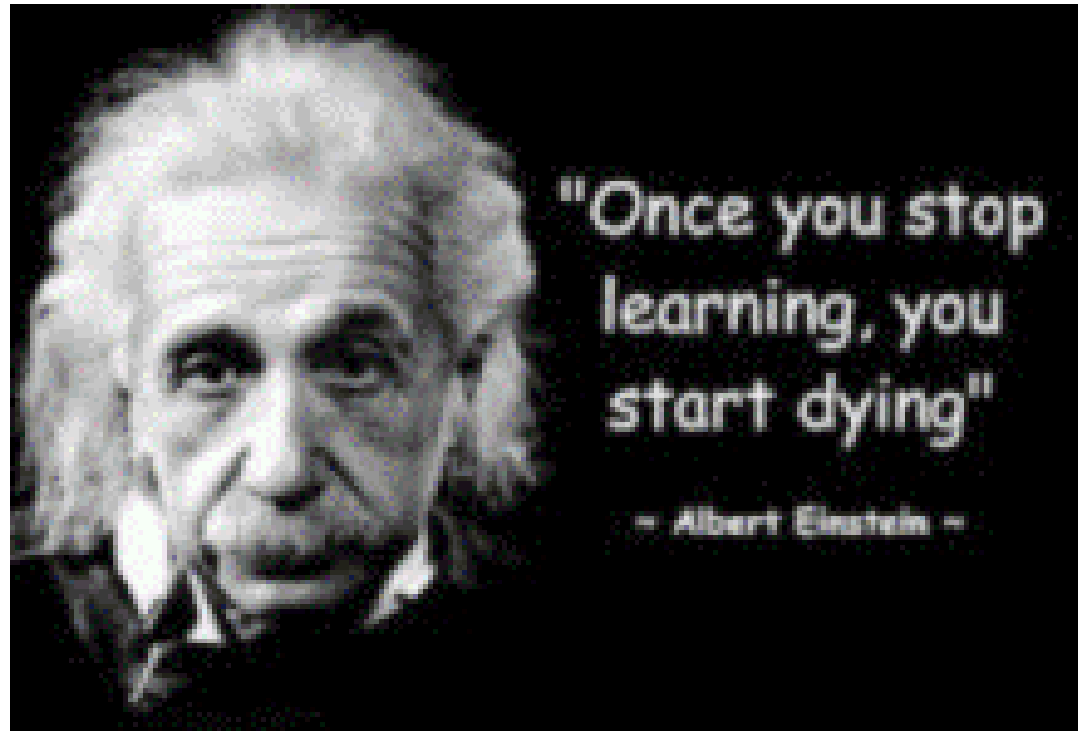 "Once you stop
learning, you
start dying"
~ Albert Einstein ~